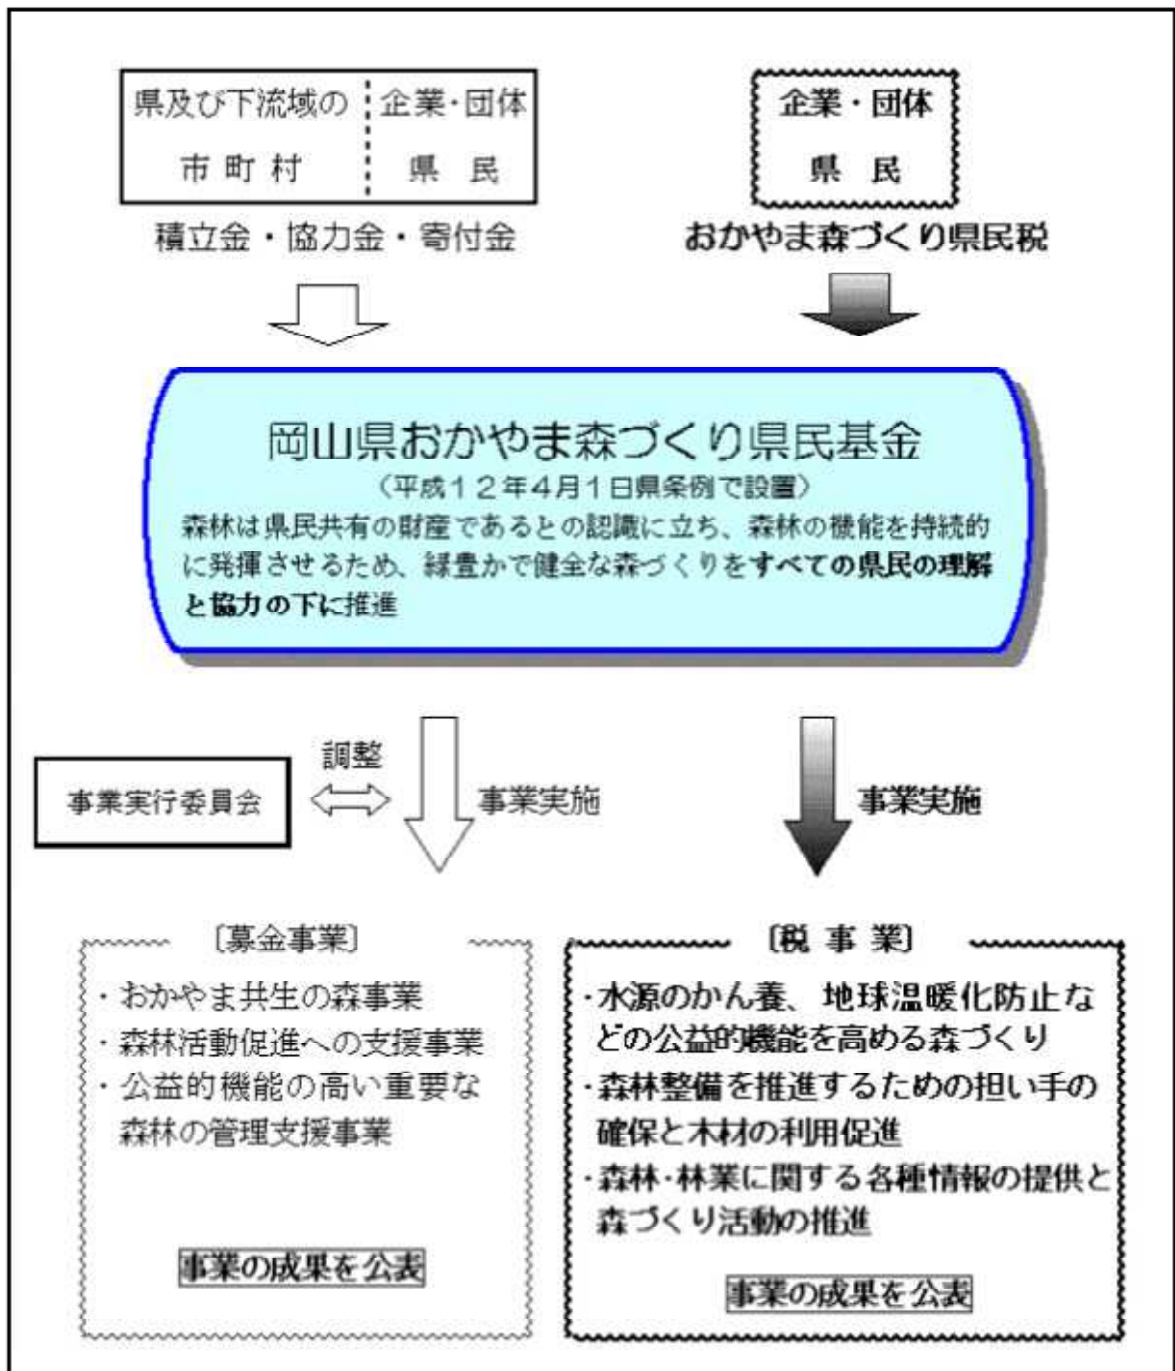 県及び下流域の
市町村
企業・団体
県民
積立金・協力金・寄付金
企業・団体
県民
おかやま森づくり県民税
岡山県おかやま森づくり県民基金
（平成１２年４月１日県条例で設置）
森林は県民共有の財産であるとの認識に立ち、森林の機能を持続的
に発揮させるため、緑豊かで健全な森づくりをすべての県民の理解
と協力の下に推進
事業実行委員会
調整
事業実施
事業実施
〔募金事業〕
・おかやま共生の森事業
・森林活動促進への支援事業
・公益的機能の高い重要な
森林の管理支援事業
事業の成果を公表
〔税事業〕
・水源のかん養、地球温暖化防止な
どの公益的機能を高める森づくり
・森林整備を推進するための担い手の
確保と木材の利用促進
・森林・林業に関する各種情報の提供と
森づくり活動の推進
事業の成果を公表